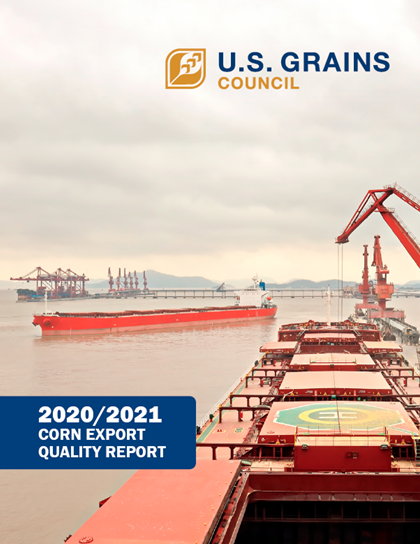 U.S. GRAINS
COUNCIL
2020/2021
CORN EXPORT
QUALITY REPORT